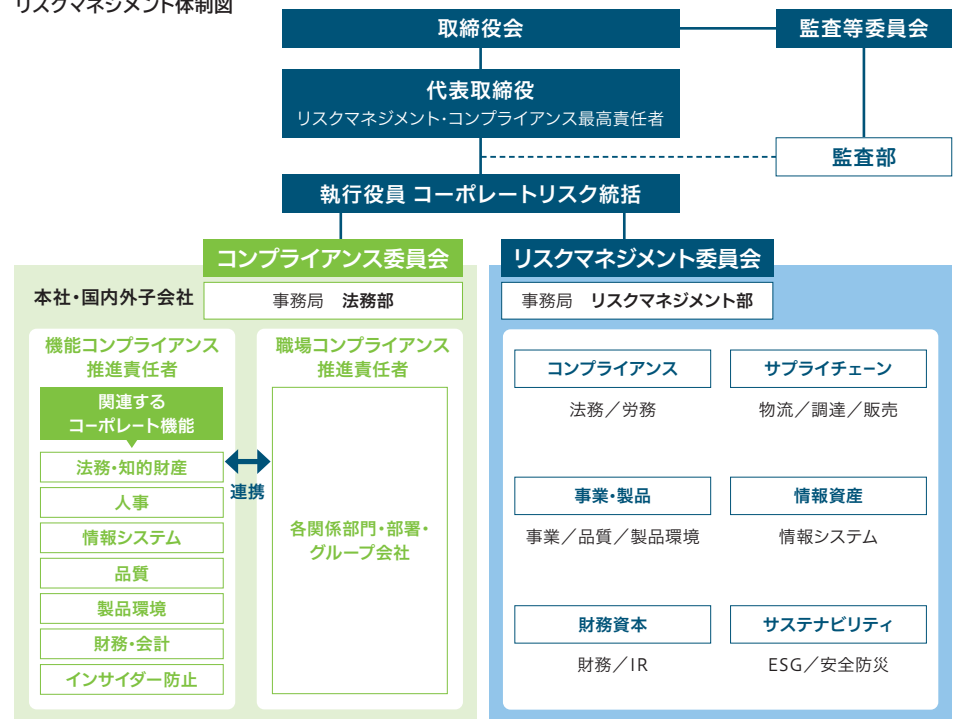 リスクマネジメント体制図
取締役会
監査等委員会
代表取締役
リスクマネジメント・コンプライアンス最高責任者
監査部
執行役員 コーポレートリスク統括
コンプライアンス委員会
本社・国内外子会社
事務局 法務部
機能コンプライアンス
推進責任者
関連する
コーポレート機能
法務・知的財産
人事
情報システム
品質
製品環境
財務・会計
インサイダー防止
連携
職場コンプライアンス
推進責任者
各関係部門・部署・
グループ会社
リスクマネジメント委員会
事務局 リスクマネジメント部
コンプライアンス
法務／労務
サプライチェーン
物流／調達／販売
事業・製品
事業／品質／製品環境
情報資産
情報システム
財務資本
財務／IR
サステナビリティ
ESG／安全防災